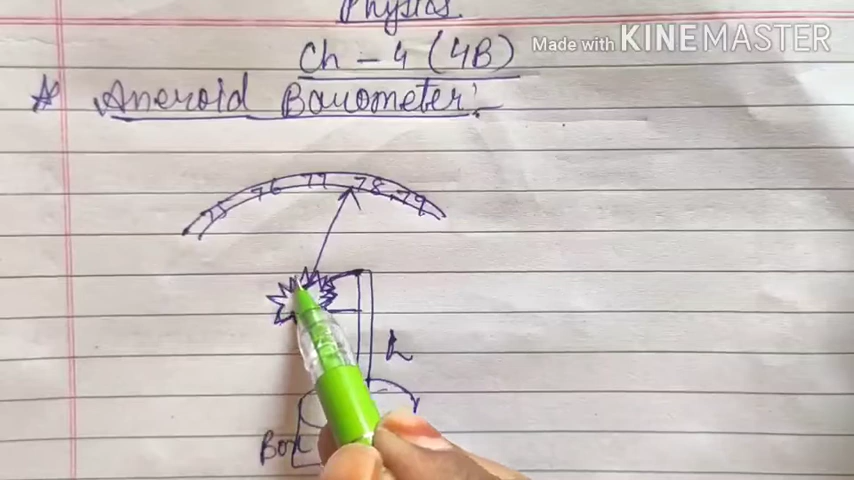 Physics.
Ch - 4 (4B)
Made with KINEMASTER
* Aneroid Barometer:-
75 76 77 78 79
h
Box